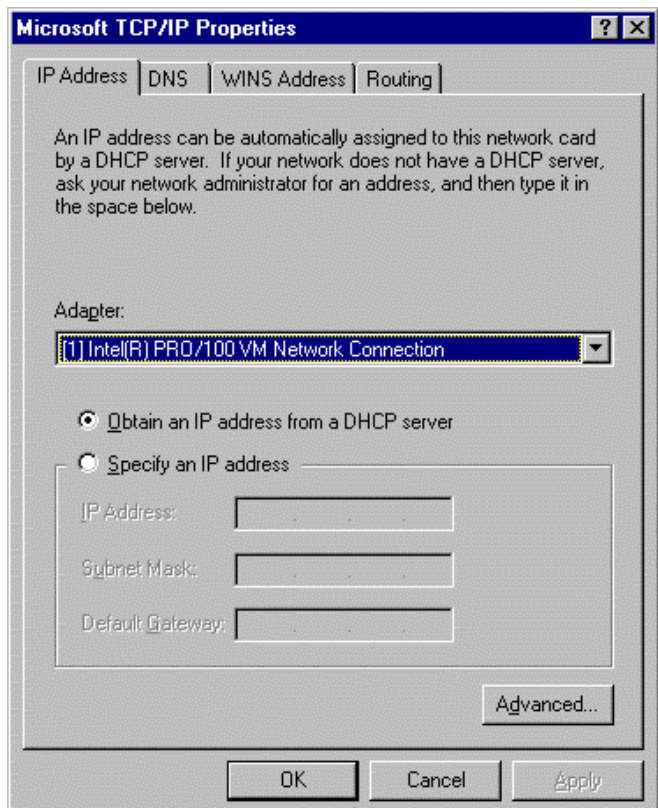 Microsoft TCP/IP Properties
IP Address DNS WINS Address Routing
An IP address can be automatically assigned to this network card
by a DHCP server. If your network does not have a DHCP server,
ask your network administrator for an address, and then type it in
the space below.
Adapter:
[1] Intel(R) PRO/100 VM Network Connection
Obtain an IP address from a DHCP server
Specify an IP address
IP Address:
Subnet Mask:
Default Gateway:
Advanced...
OK Cancel Apply